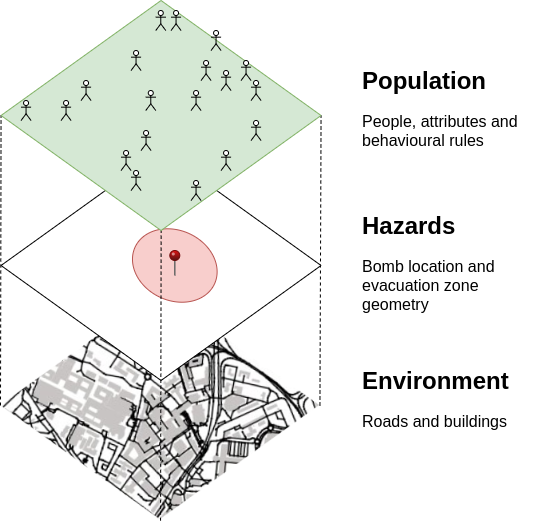 Population
People, attributes and
behavioural rules
Hazards
Bomb location and
evacuation zone
geometry
Environment
Roads and buildings